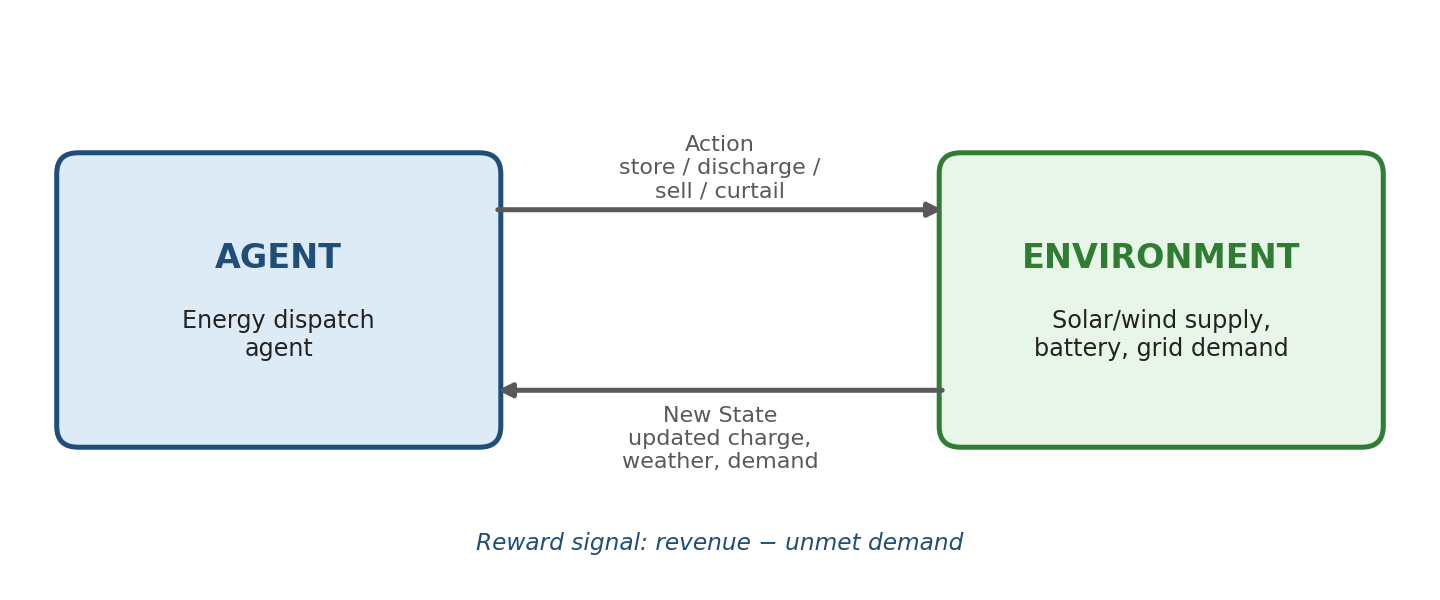 Action
store / discharge /
sell / curtail
AGENT
Energy dispatch
agent
ENVIRONMENT
Solar/wind supply,
battery, grid demand
New State
updated charge,
weather, demand
Reward signal: revenue − unmet demand